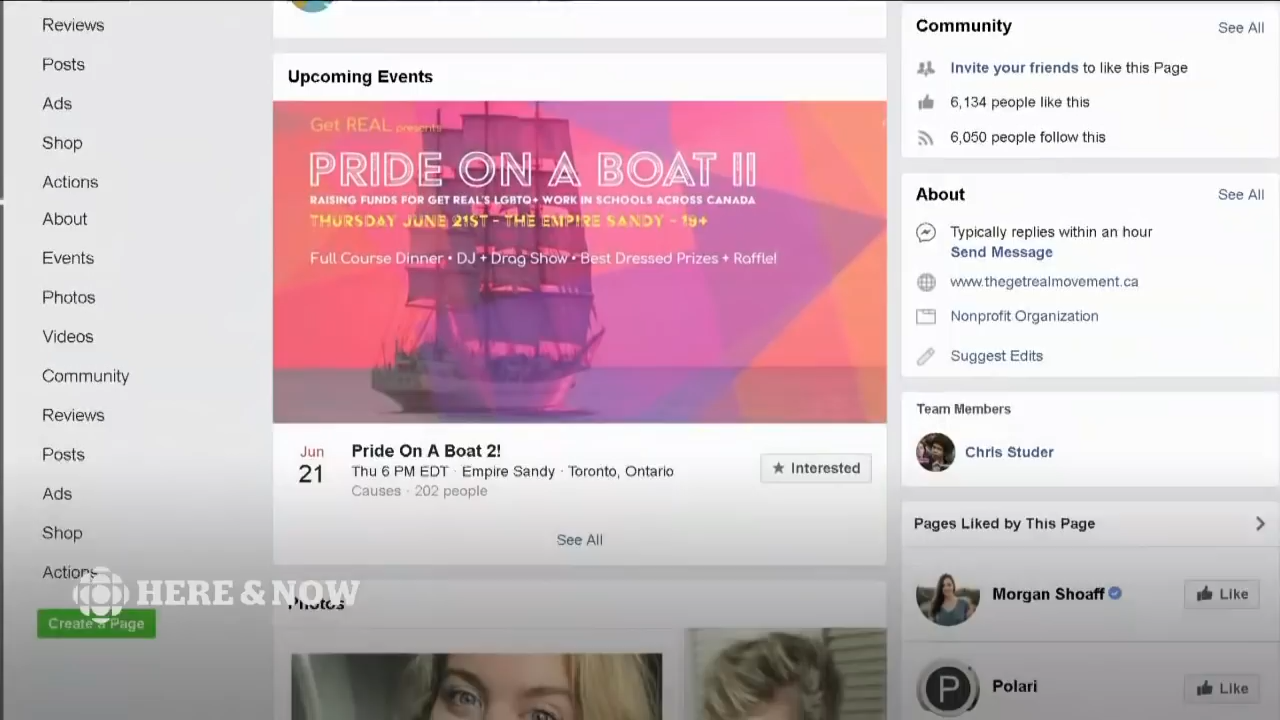 Reviews
Posts
Ads
Shop
Actions
About
Events
Photos
Videos
Community
Reviews
Posts
Ads
Shop
Actions
Create a Page
HERE & NOW
Upcoming Events
Get REAL presents
PRIDE ON A BOAT II
RAISING FUNDS FOR GET REAL'S LGBTQ+ WORK IN SCHOOLS ACROSS CANADA
THURSDAY JUNE 21ST - THE EMPIRE SANDY - 19+
Full Course Dinner • DJ + Drag Show • Best Dressed Prizes + Raffle!
Jun
21
Pride On A Boat 2!
Thu 6 PM EDT · Empire Sandy · Toronto, Ontario
Causes · 202 people
Interested
See All
Photos
Community
See All
Invite your friends to like this Page
6,134 people like this
6,050 people follow this
About
See All
Typically replies within an hour
Send Message
www.thegetrealmovement.ca
Nonprofit Organization
Suggest Edits
Team Members
Chris Studer
Pages Liked by This Page
Morgan Shoaff
Like
P
Polari
Like